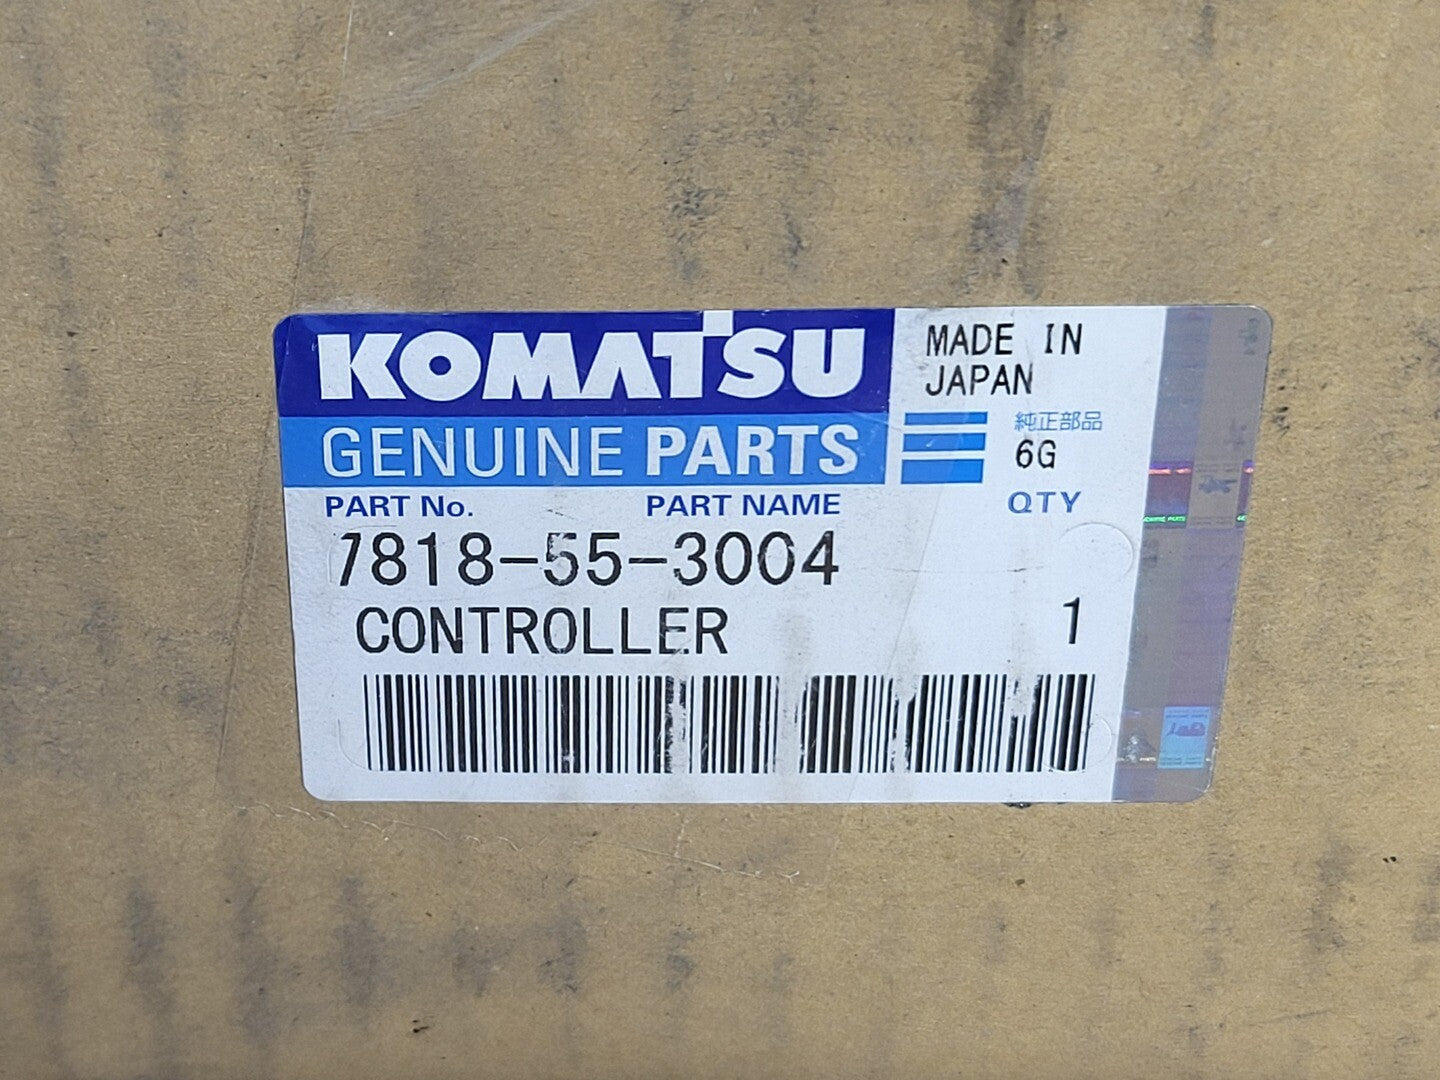 KOMATSU
GENUINE PARTS
MADE IN
JAPAN
純正部品
6G
PART No.
PART NAME
QTY
7818-55-3004
CONTROLLER
1